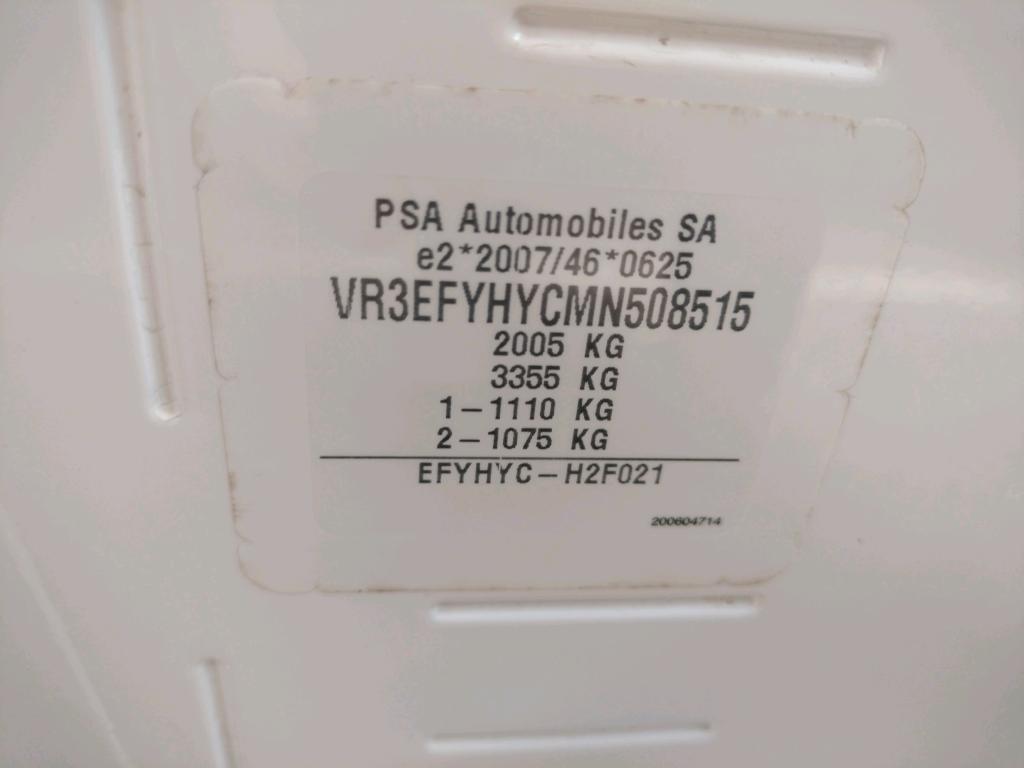 PSA Automobiles SA
e2*2007/46*0625
VR3EFYHYCMN508515
2005 KG
3355 KG
1-1110 KG
2-1075 KG
EFYHYC-H2F021
200604714